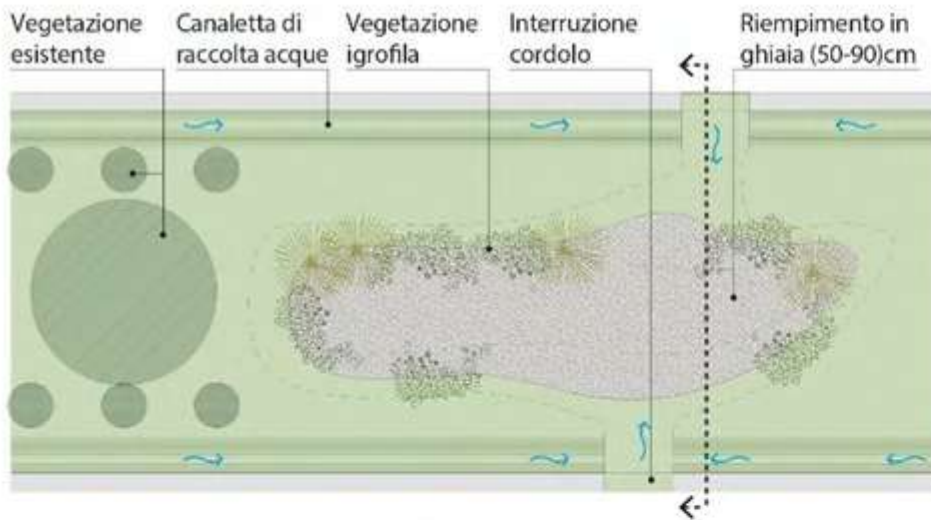 Vegetazione
esistente
Canaletta di
raccolta acque
Vegetazione
igrofila
Interruzione
cordolo
Riempimento in
ghiaia (50-90)cm